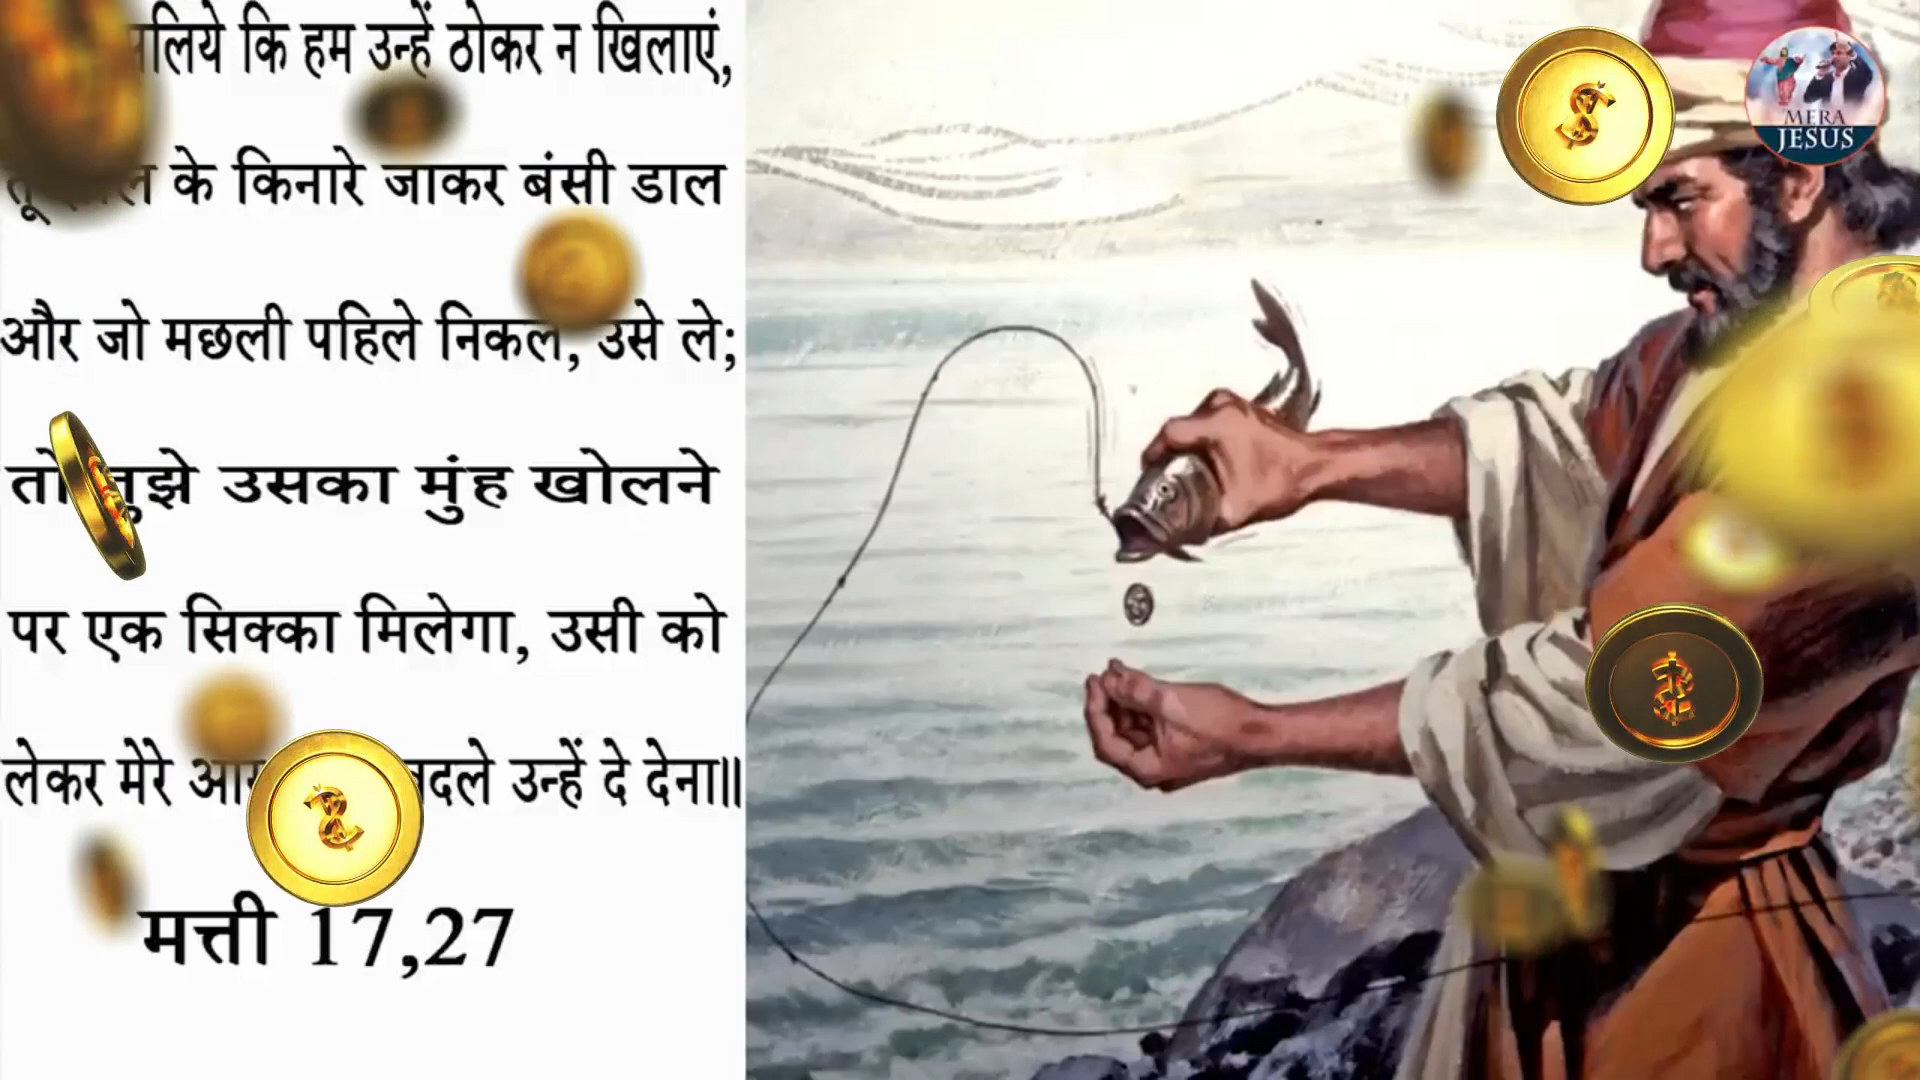 कि हम उन्हें ठोकर न खिलाएं,
के किनारे जाकर बंसी डाल
और जो मछली पहिले निकले, उसे ले;
तो तुझे उसका मुंह खोलने
पर एक सिक्का मिलेगा, उसी को
लेकर मेरे उन्हें दे देना॥
मत्ती 17,27
MERA
JESUS